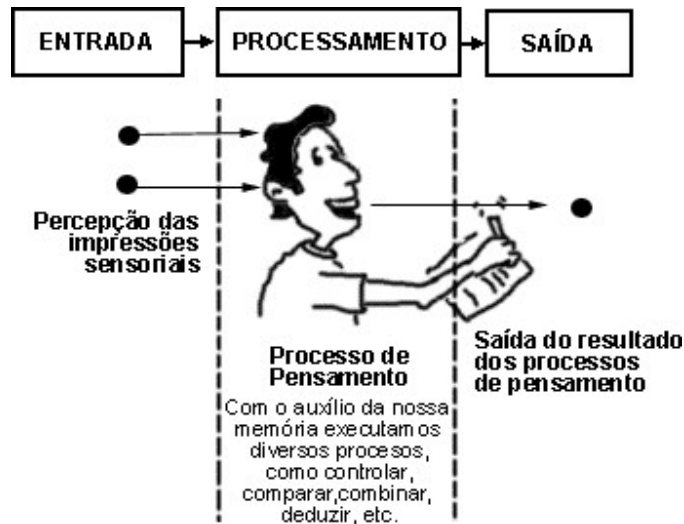 ENTRADA
PROCESSAMENTO
SAÍDA
Percepção das
impressões
sensoriais
Processo de
Pensamento
Com o auxílio da nossa
memória executamos
diversos procesos,
como controlar,
comparar,combinar,
deduzir, etc.
Saída do resultado
dos processos
de pensamento